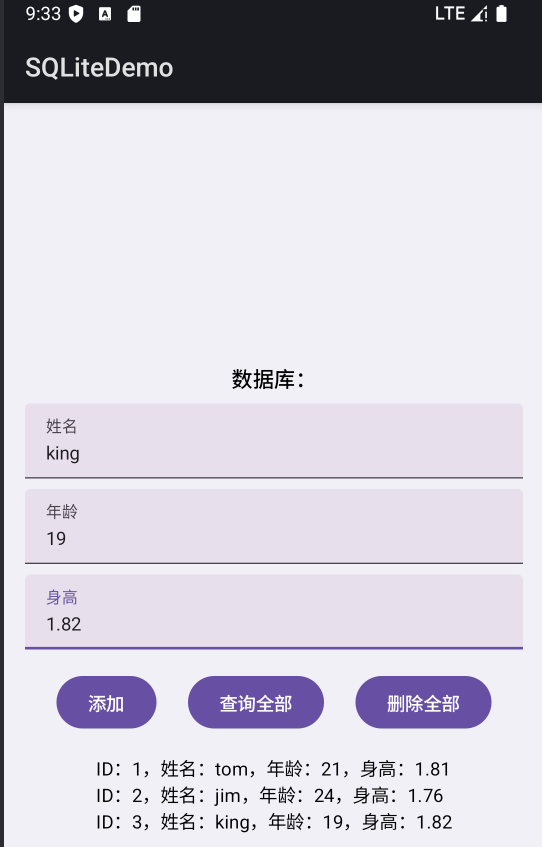 9:33 LTE
SQLiteDemo
数据库：
姓名
king
年龄
19
身高
1.82
添加 查询全部 删除全部
ID：1，姓名：tom，年龄：21，身高：1.81
ID：2，姓名：jim，年龄：24，身高：1.76
ID：3，姓名：king，年龄：19，身高：1.82